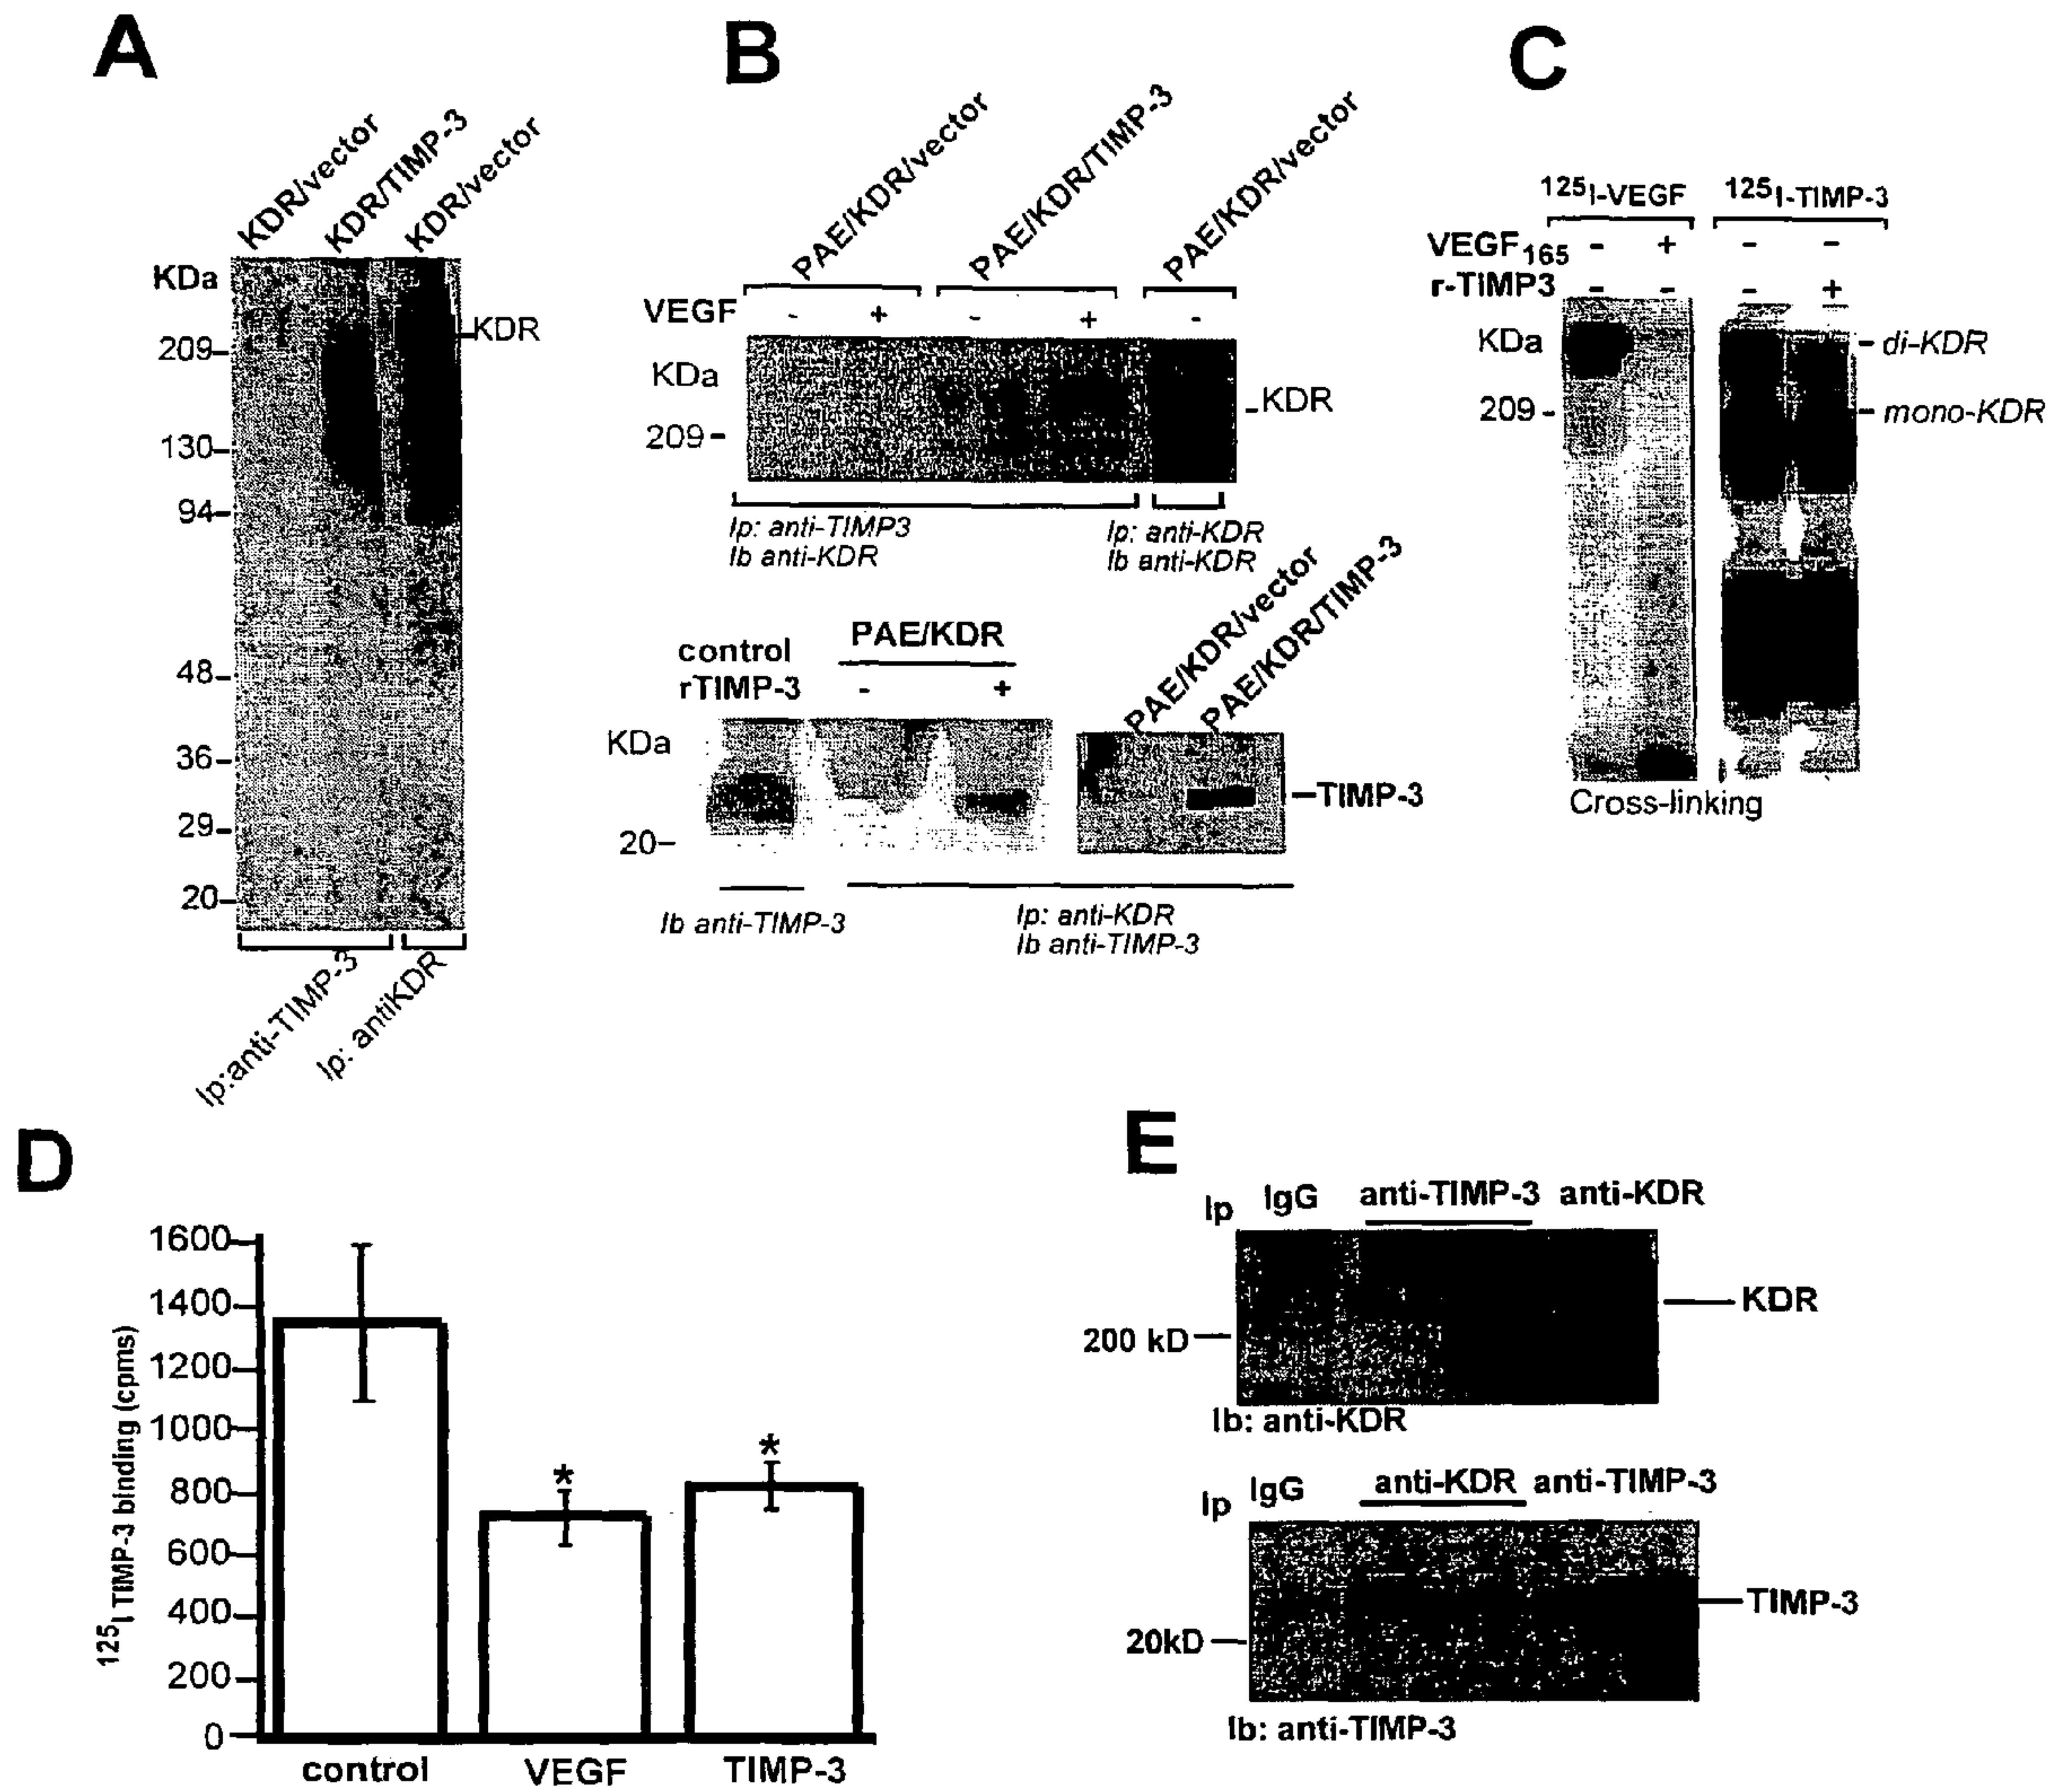 A
KDR/vector
KDR/TIMP-3
KDR/vector
KDa
KDR
209
130
94
48
36
29
20
Ip:anti-TIMP-3
Ip: antiKDR
B
PAE/KDR/vector
PAE/KDR/TIMP-3
PAE/KDR/vector
VEGF - + - + -
KDa
KDR
209
Ip: anti-TIMP3 Ip: anti-KDR
Ib anti-KDR Ib anti-KDR
control PAE/KDR
rTIMP-3 - +
PAE/KDR/vector
PAE/KDR/TIMP-3
KDa
TIMP-3
20
Ib anti-TIMP-3
Ip: anti-KDR
Ib anti-TIMP-3
C
125I-VEGF 125I-TIMP-3
VEGF165 - + - -
r-TIMP3 - - - +
KDa
di-KDR
209
mono-KDR
Cross-linking
D
125I TIMP-3 binding (cpms)
1600
1400
1200
1000
800
600
400
200
0
*
*
control VEGF TIMP-3
E
Ip IgG anti-TIMP-3 anti-KDR
KDR
200 kD
Ib: anti-KDR
Ip IgG anti-KDR anti-TIMP-3
TIMP-3
20kD
Ib: anti-TIMP-3